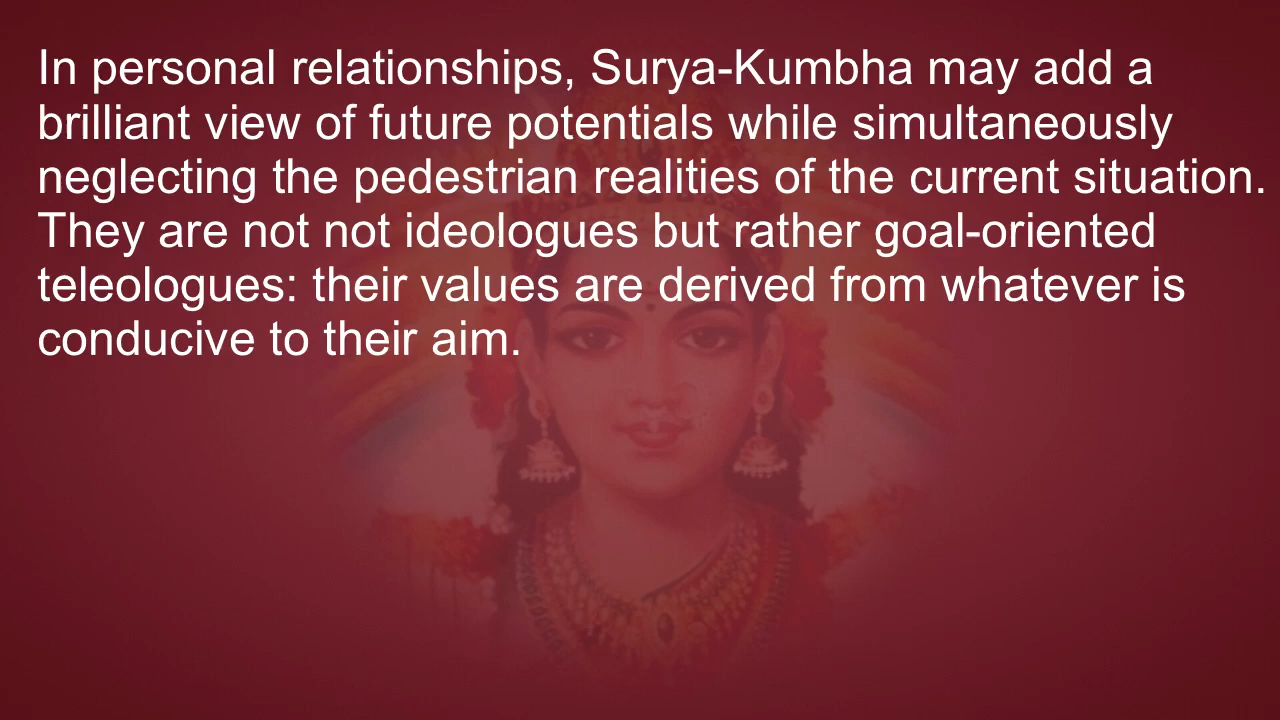 In personal relationships, Surya-Kumbha may add a
brilliant view of future potentials while simultaneously
neglecting the pedestrian realities of the current situation.
They are not not ideologues but rather goal-oriented
teleologues: their values are derived from whatever is
conducive to their aim.